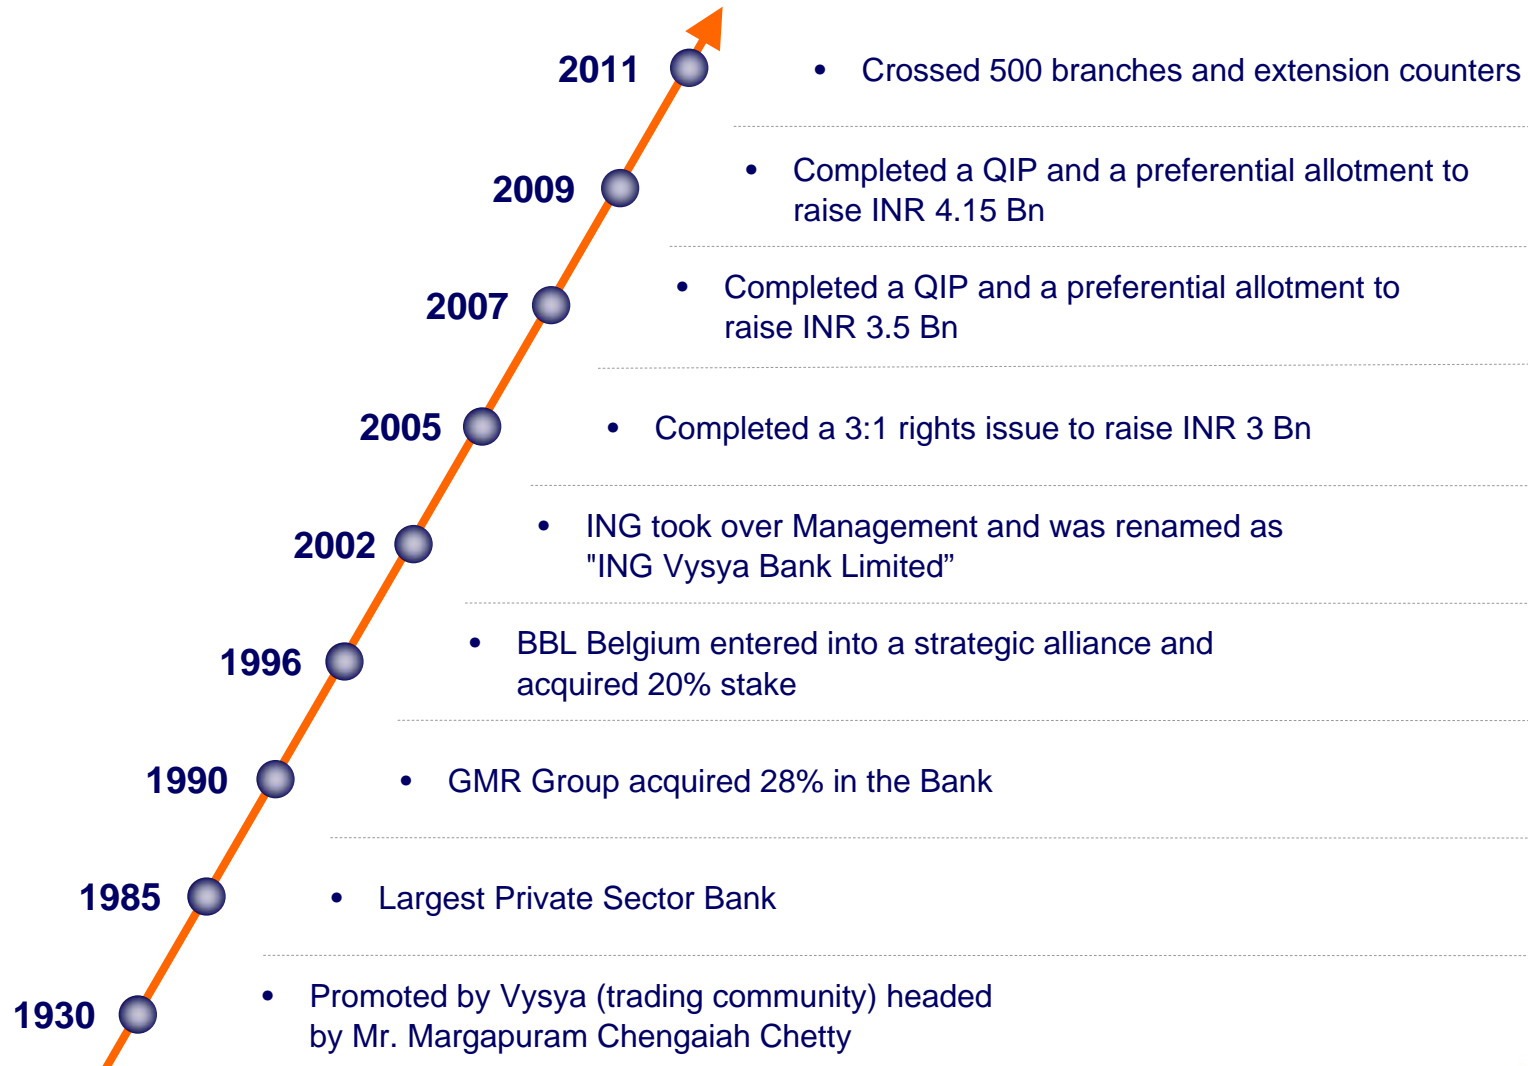 2011
• Crossed 500 branches and extension counters
2009
• Completed a QIP and a preferential allotment to
raise INR 4.15 Bn
2007
• Completed a QIP and a preferential allotment to
raise INR 3.5 Bn
2005
• Completed a 3:1 rights issue to raise INR 3 Bn
2002
• ING took over Management and was renamed as
"ING Vysya Bank Limited”
1996
• BBL Belgium entered into a strategic alliance and
acquired 20% stake
1990
• GMR Group acquired 28% in the Bank
1985
• Largest Private Sector Bank
1930
• Promoted by Vysya (trading community) headed
by Mr. Margapuram Chengaiah Chetty